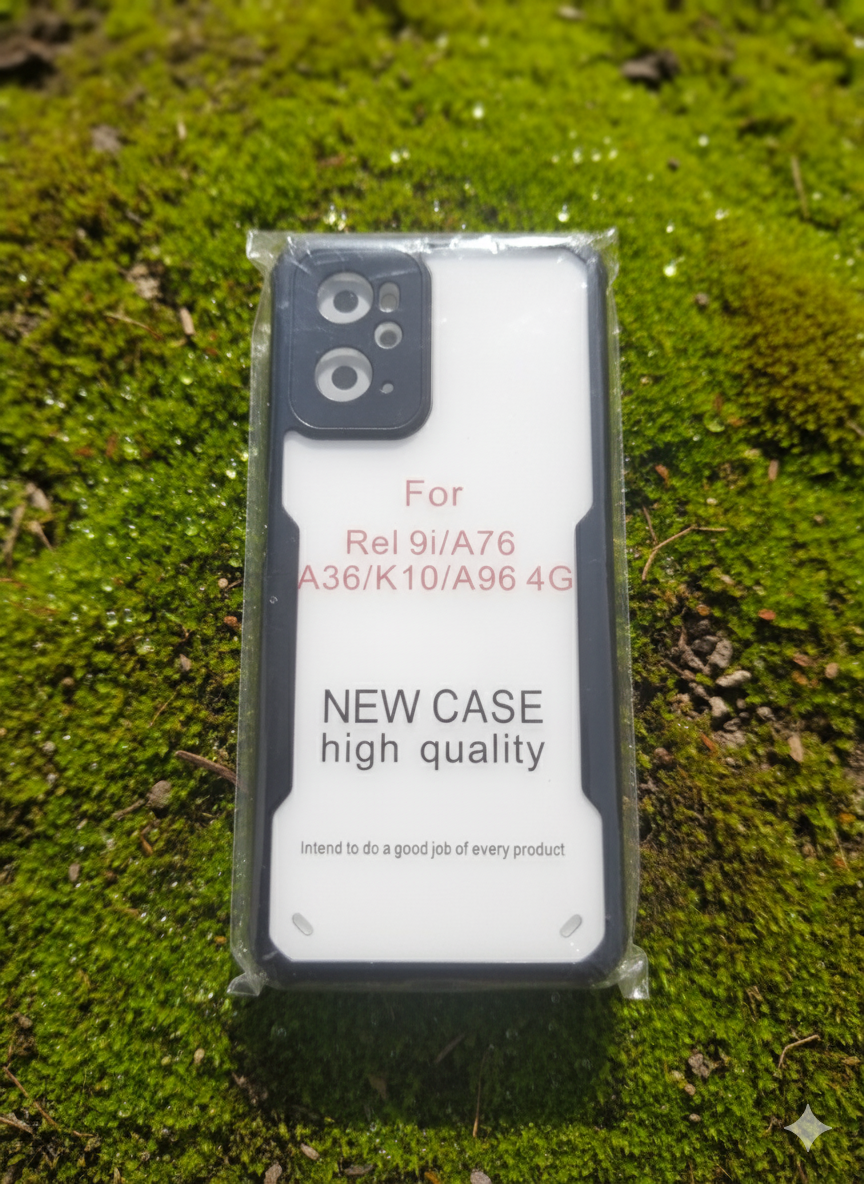 For
Rel 9i/A76
A36/K10/A96 4G
NEW CASE
high quality
Intend to do a good job of every product